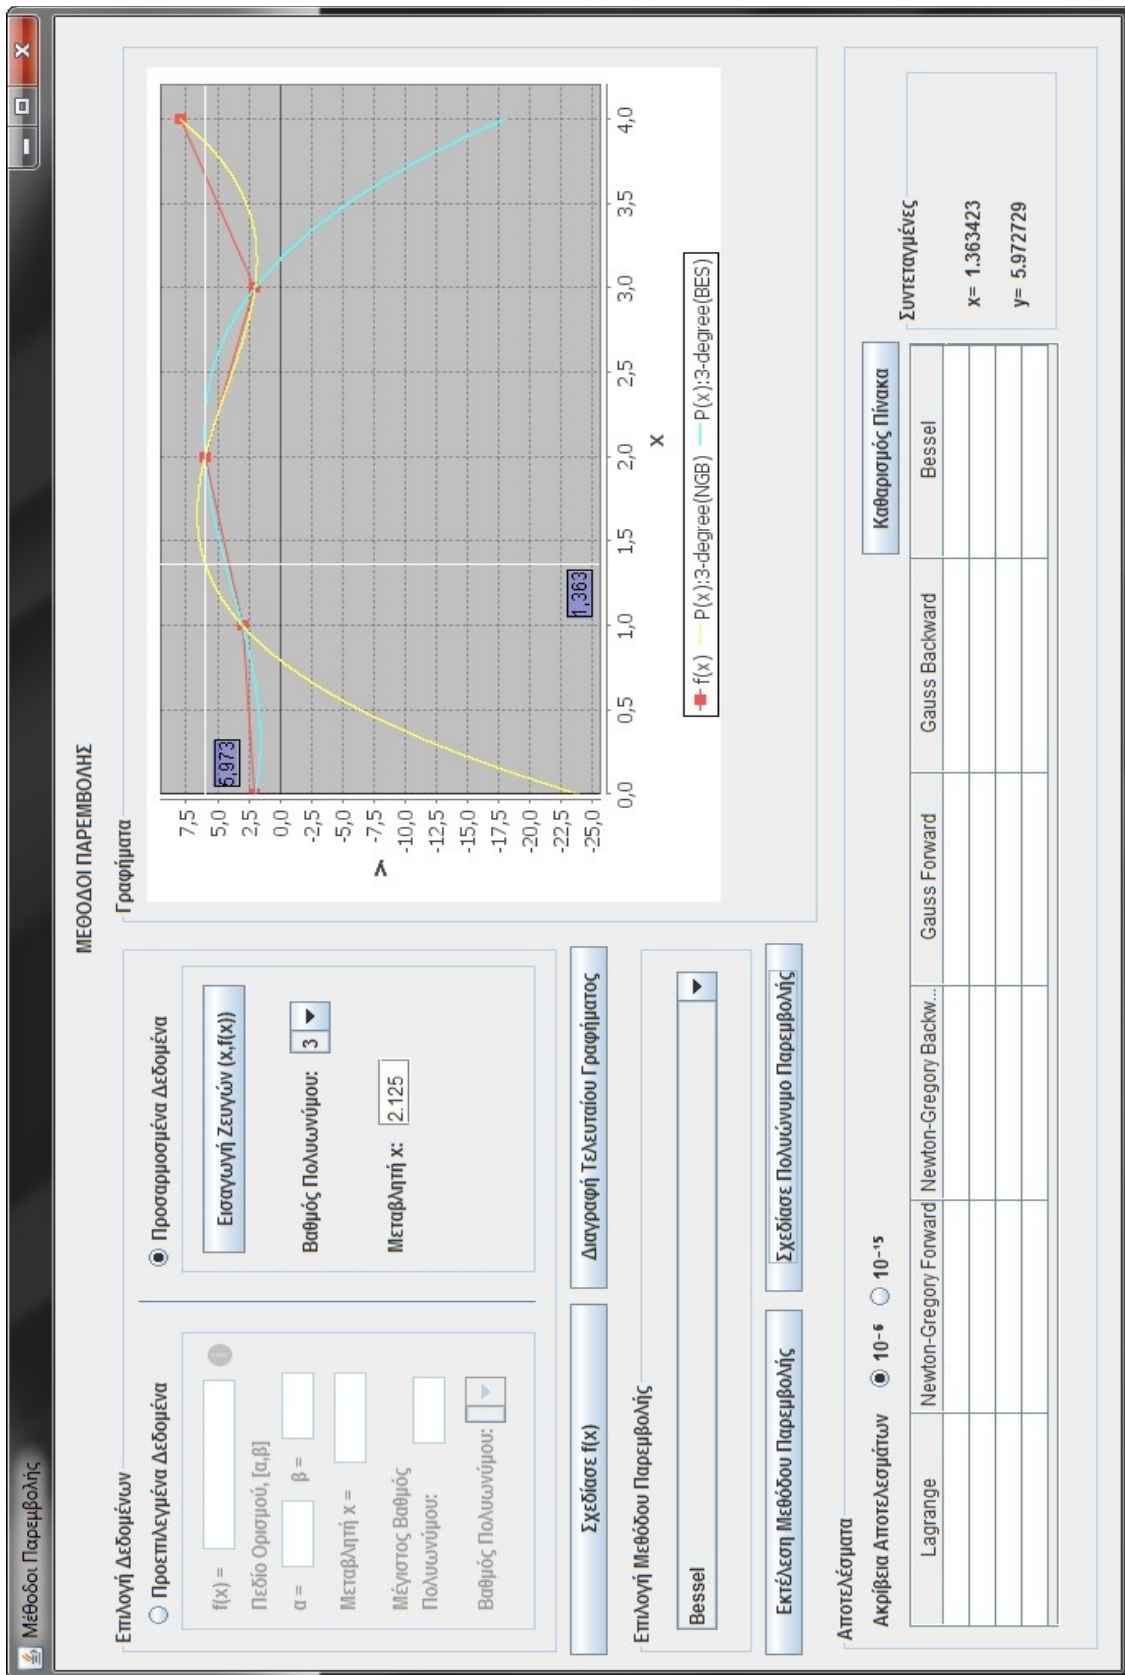 Μέθοδοι Παρεμβολής
ΜΕΘΟΔΟΙ ΠΑΡΕΜΒΟΛΗΣ
Επιλογή Δεδομένων
Προεπιλεγμένα Δεδομένα
f(x) =
Πεδίο Ορισμού, [α,β]
α =
β =
Μεταβλητή x =
Μέγιστος Βαθμός
Πολυωνύμου:
Βαθμός Πολυωνύμου:
Προσαρμοσμένα Δεδομένα
Εισαγωγή Ζευγών (x,f(x))
Βαθμός Πολυωνύμου: 3
Μεταβλητή x: 2.125
Σχεδίασε f(x)
Διαγραφή Τελευταίου Γραφήματος
Επιλογή Μεθόδου Παρεμβολής
Bessel
Εκτέλεση Μεθόδου Παρεμβολής
Σχεδίασε Πολυώνυμο Παρεμβολής
Γραφήματα
7,5
5,0
2,5
0,0
-2,5
-5,0
-7,5
-10,0
-12,5
-15,0
-17,5
-20,0
-22,5
-25,0
Y
5,973
1,363
0,0 0,5 1,0 1,5 2,0 2,5 3,0 3,5 4,0
X
f(x) P(x):3-degree(NGB) P(x):3-degree(BES)
Αποτελέσματα
Ακρίβεια Αποτελεσμάτων 10⁻⁶ 10⁻¹⁵
Καθαρισμός Πίνακα
Lagrange Newton-Gregory Forward Newton-Gregory Backw... Gauss Forward Gauss Backward Bessel
Συντεταγμένες
x= 1.363423
y= 5.972729